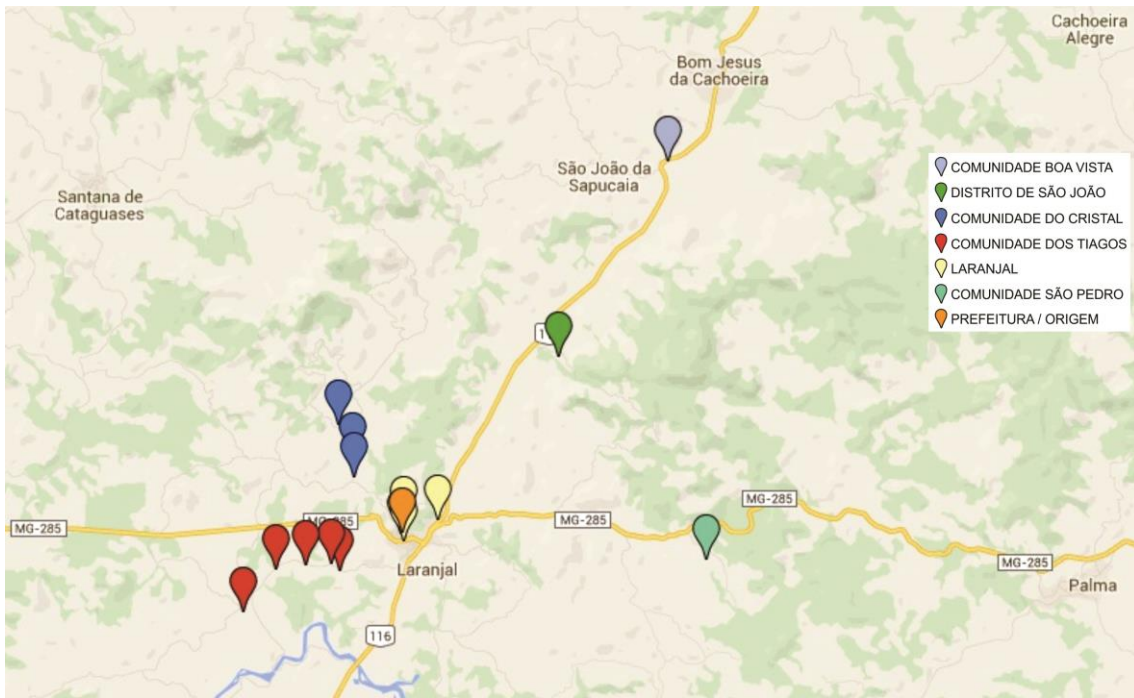 Cachoeira
Alegre
Bom Jesus
da Cachoeira
São João da
Sapucaia
Santana de
Cataguases
COMUNIDADE BOA VISTA
DISTRITO DE SÃO JOÃO
COMUNIDADE DO CRISTAL
COMUNIDADE DOS TIAGOS
LARANJAL
COMUNIDADE SÃO PEDRO
PREFEITURA / ORIGEM
MG-285
MG-285
MG-285
MG-285
MG-285
Laranjal
Palma
116